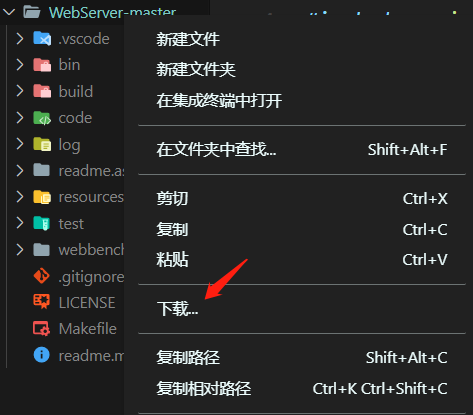 WebServer-master
.vscode
bin
build
code
log
readme.as
resources
test
webbench
.gitignore
LICENSE
Makefile
readme.m
新建文件
新建文件夹
在集成终端中打开
在文件夹中查找... Shift+Alt+F
剪切 Ctrl+X
复制 Ctrl+C
粘贴 Ctrl+V
下载...
复制路径 Shift+Alt+C
复制相对路径 Ctrl+K Ctrl+Shift+C